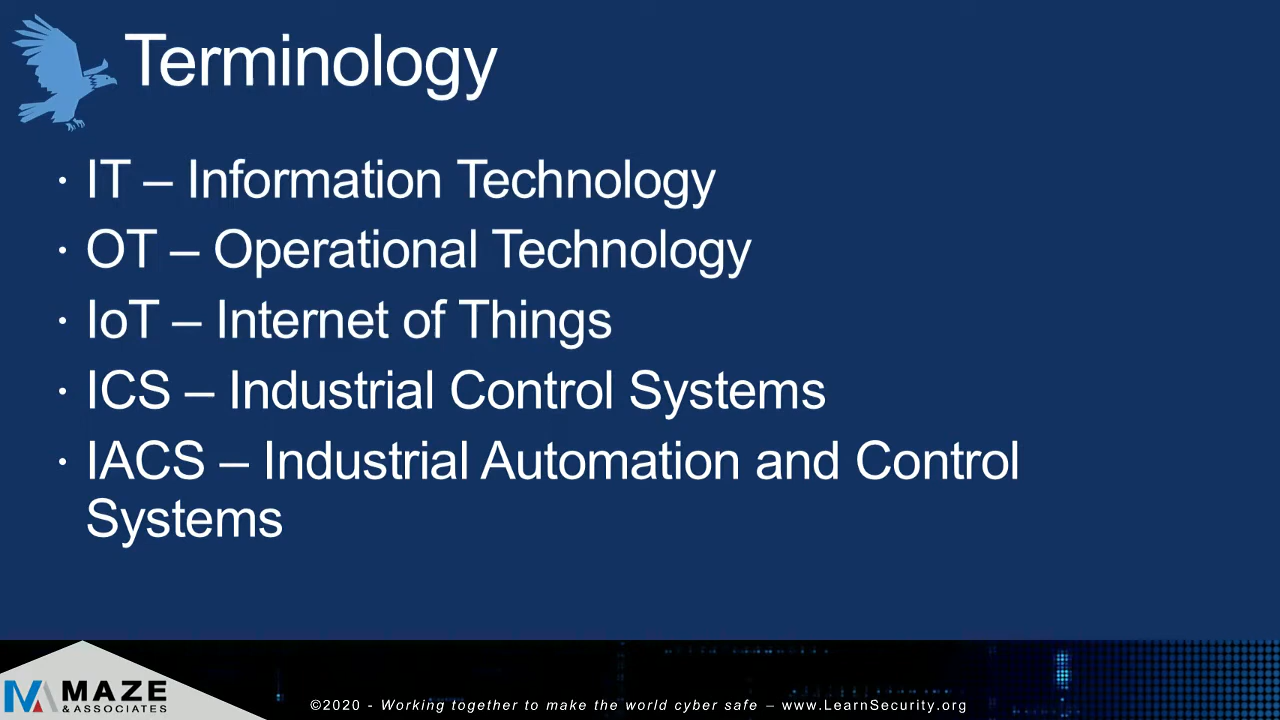 Terminology
· IT – Information Technology
· OT – Operational Technology
· IoT – Internet of Things
· ICS – Industrial Control Systems
· IACS – Industrial Automation and Control
Systems
MAZE
& ASSOCIATES
©2020 - Working together to make the world cyber safe – www.LearnSecurity.org